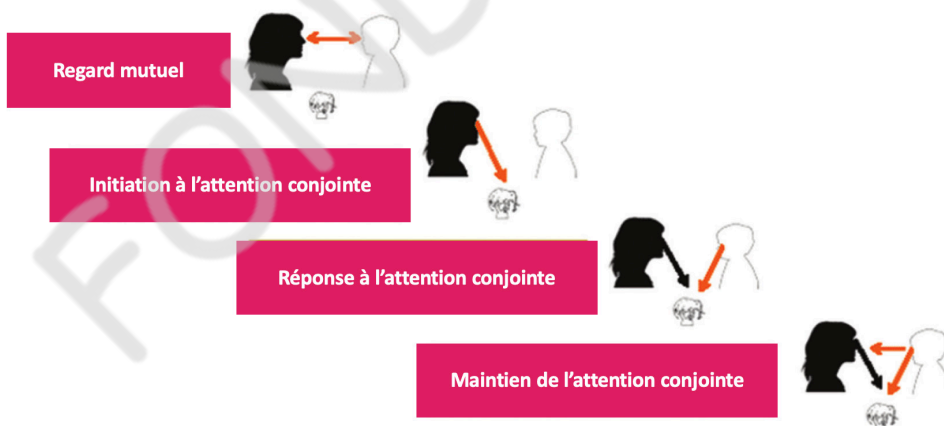 Regard mutuel
Initiation à l'attention conjointe
Réponse à l'attention conjointe
Maintien de l'attention conjointe